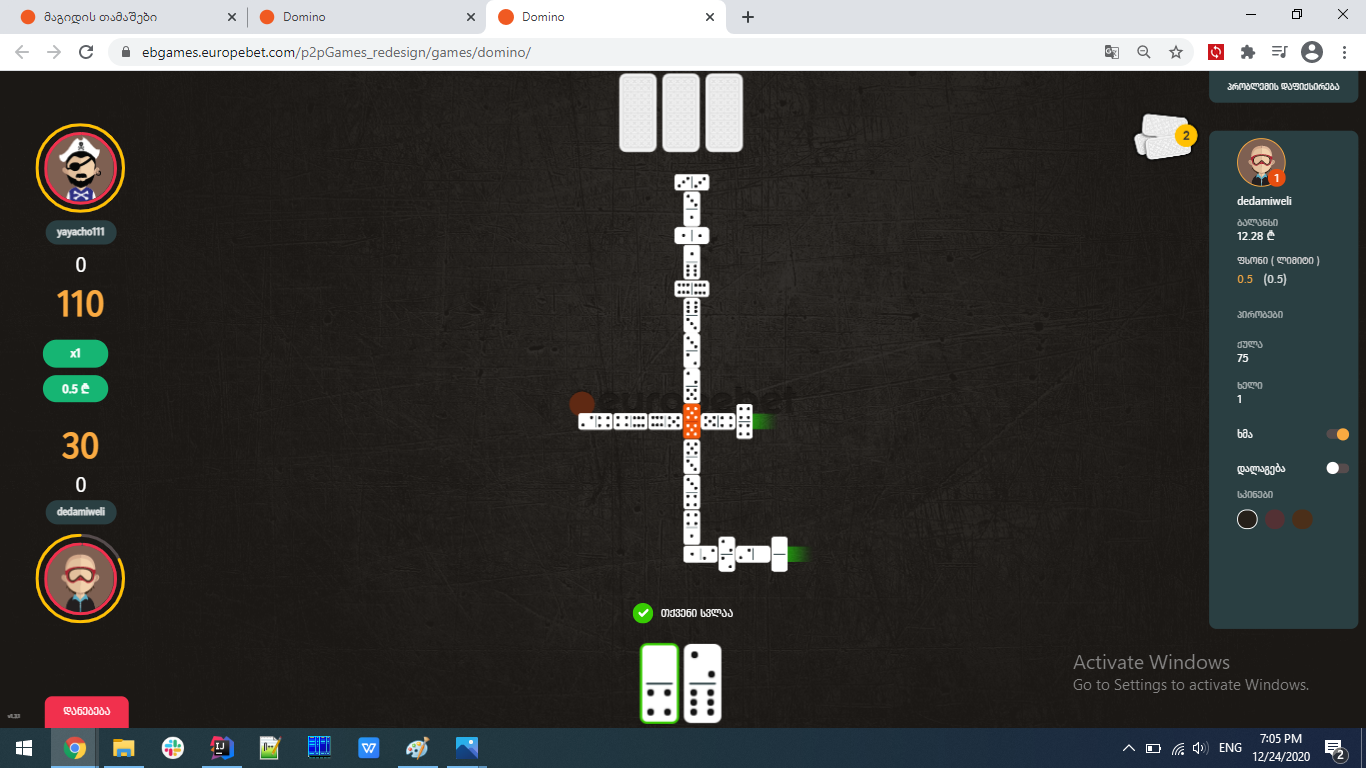 მაგიდის თამაშები
Domino
Domino
ebgames.europebet.com/p2pGames_redesign/games/domino/
პრობლემის დაფიქსირება
2
1
dedamiweli
ბალანსი
12.28 ₾
ფსონი ( ლიმიტი )
0.5 (0.5)
პირობები
ქულა
75
ხელი
1
ხმა
დალაგება
სკინები
yayacho111
0
110
x1
0.5 ₾
30
0
dedamiweli
europebet
თქვენი სვლაა
დანებება
Activate Windows
Go to Settings to activate Windows.
ENG
7:05 PM
12/24/2020
2